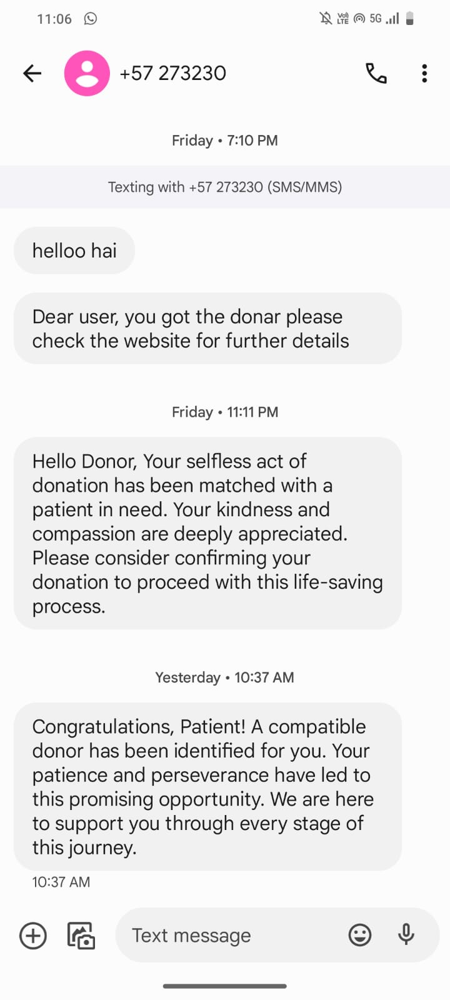 11:06
Vo) LTE 5G
+57 273230
Friday • 7:10 PM
Texting with +57 273230 (SMS/MMS)
helloo hai
Dear user, you got the donar please
check the website for further details
Friday • 11:11 PM
Hello Donor, Your selfless act of
donation has been matched with a
patient in need. Your kindness and
compassion are deeply appreciated.
Please consider confirming your
donation to proceed with this life-saving
process.
Yesterday • 10:37 AM
Congratulations, Patient! A compatible
donor has been identified for you. Your
patience and perseverance have led to
this promising opportunity. We are here
to support you through every stage of
this journey.
10:37 AM
Text message